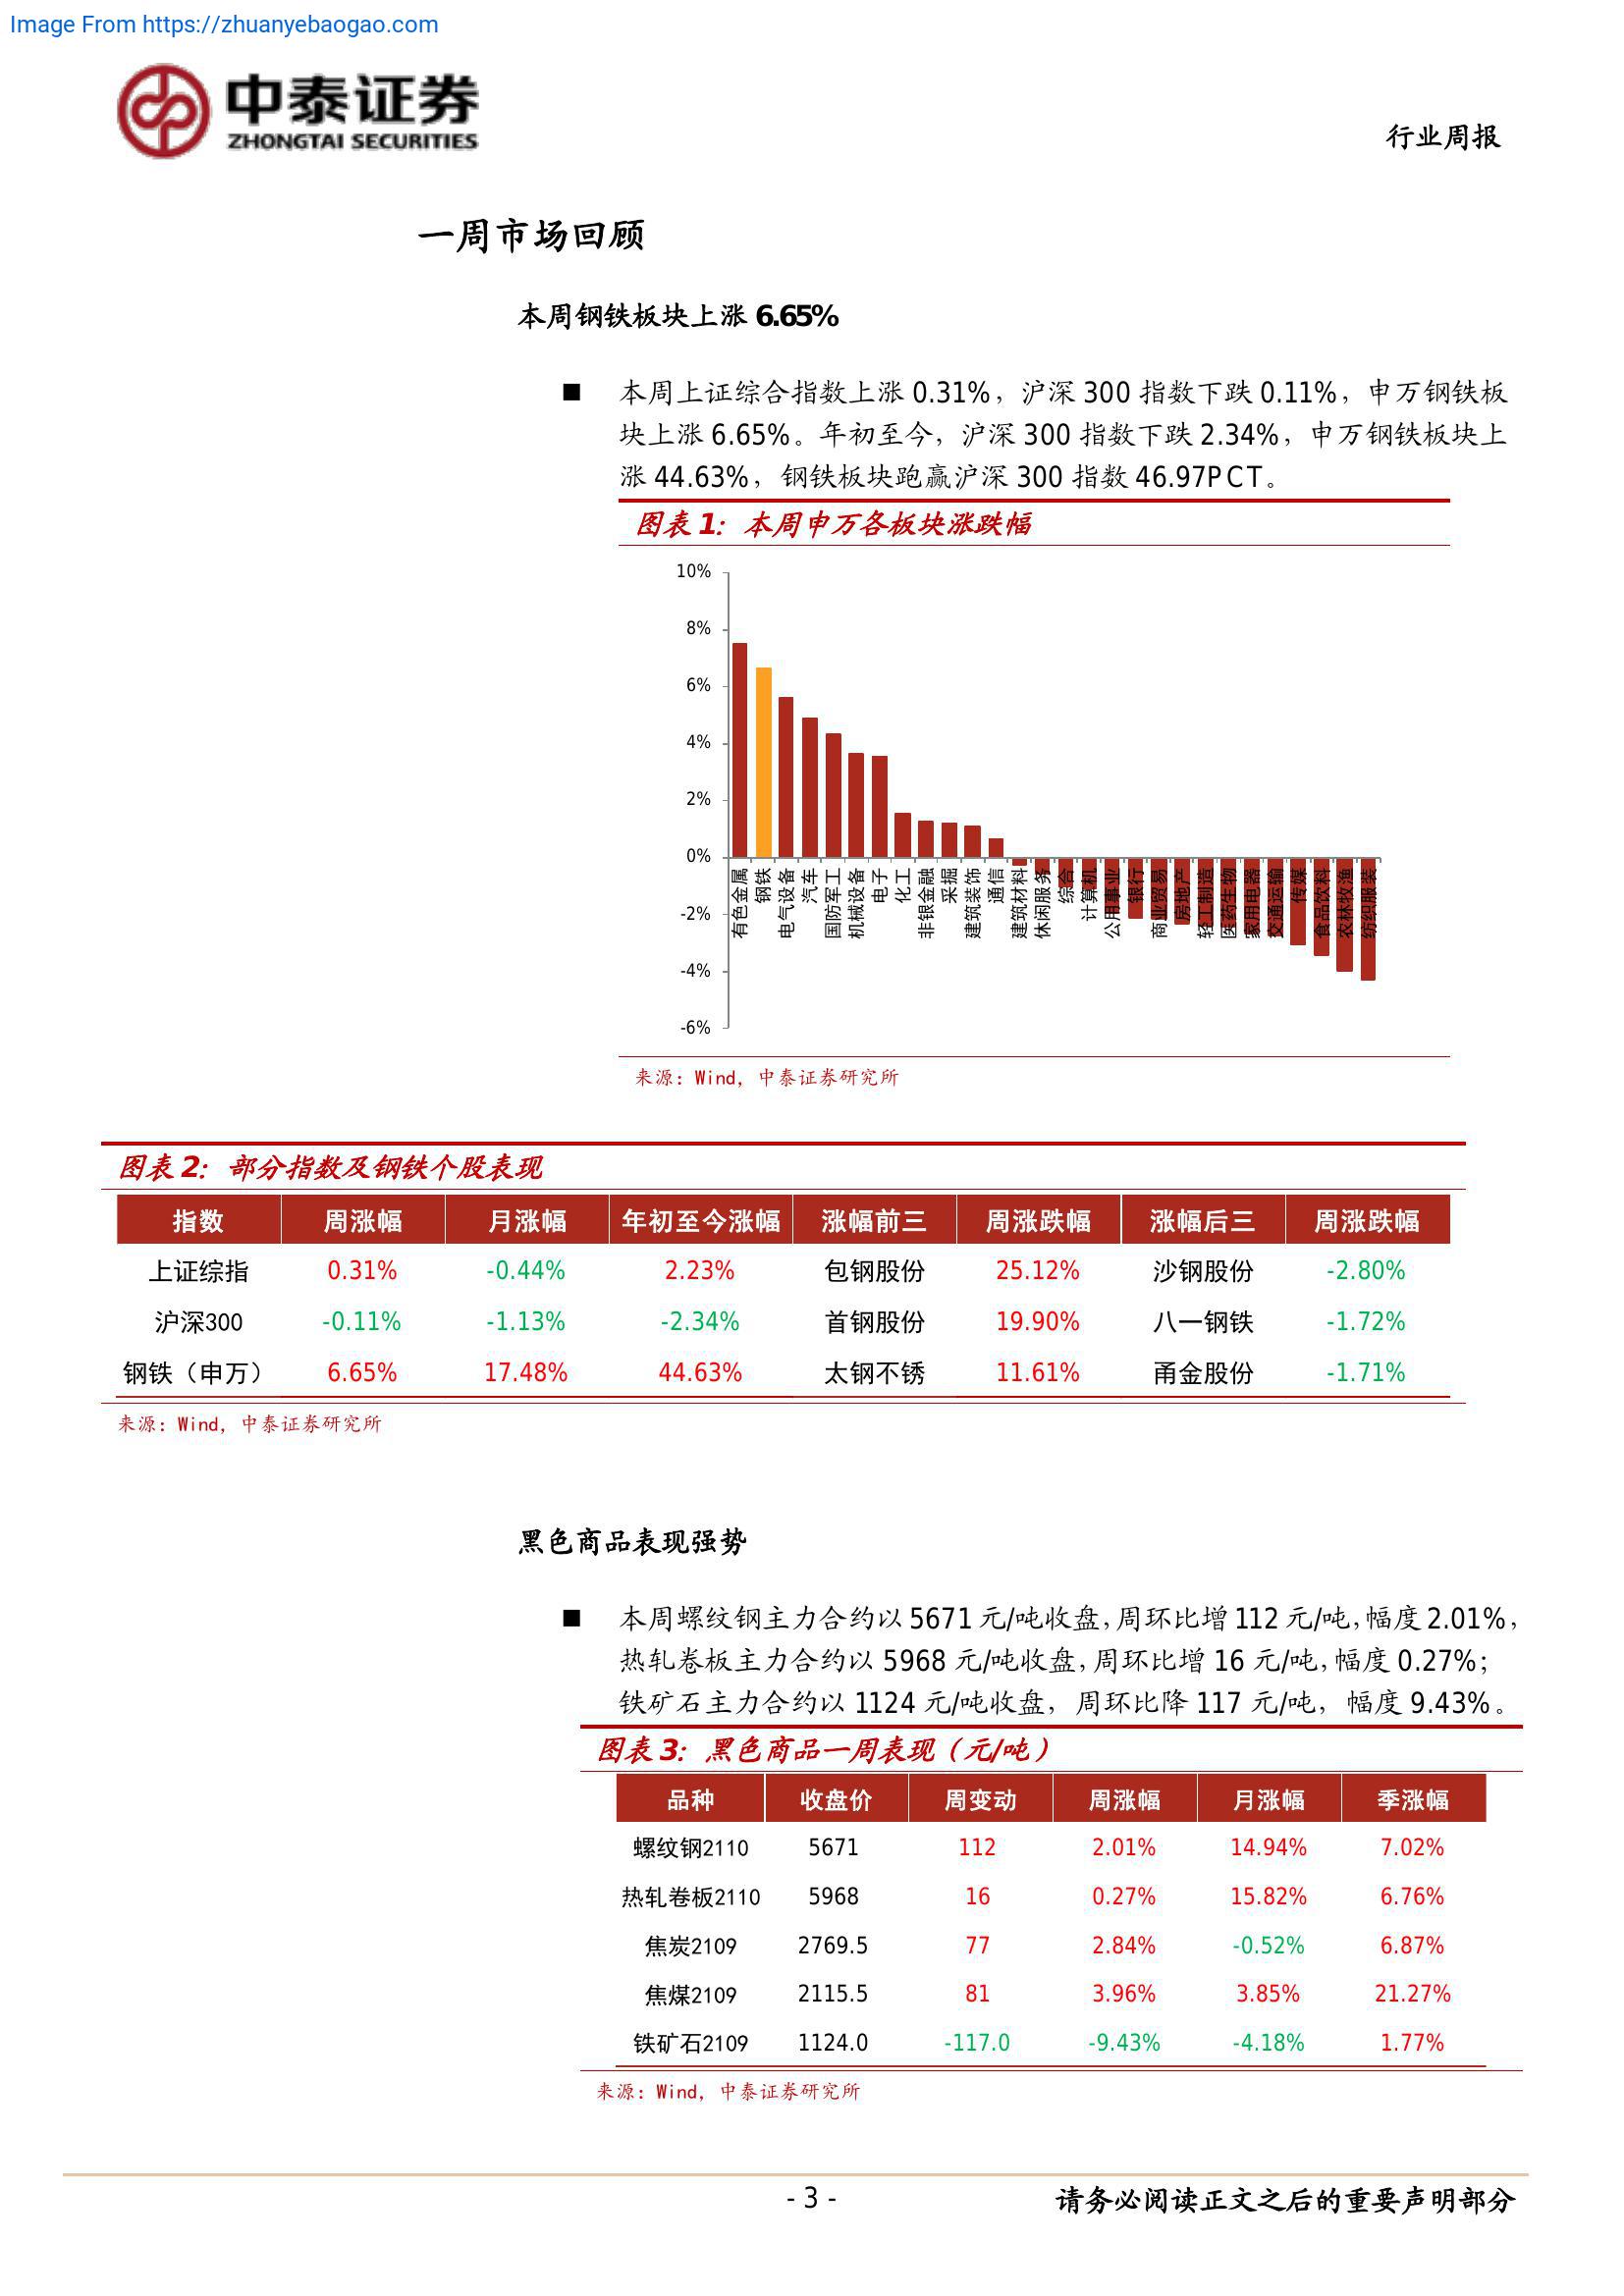 Image From https://zhuanyebaogao.com
中泰证券
ZHONGTAI SECURITIES
行业周报
一周市场回顾
本周钢铁板块上涨 6.65%
■ 本周上证综合指数上涨 0.31%，沪深 300 指数下跌 0.11%，申万钢铁板
块上涨 6.65%。年初至今，沪深 300 指数下跌 2.34%，申万钢铁板块上
涨 44.63%，钢铁板块跑赢沪深 300 指数 46.97PCT。
图表 1：本周申万各板块涨跌幅
10%
8%
6%
4%
2%
0%
-2%
-4%
-6%
有色金属
钢铁
电气设备
汽车
国防军工
机械设备
电子
化工
非银金融
采掘
建筑装饰
通信
建筑材料
休闲服务
综合
计算机
公用事业
银行
商业贸易
房地产
轻工制造
医药生物
家用电器
交通运输
传媒
食品饮料
农林牧渔
纺织服装
来源：Wind，中泰证券研究所
图表 2：部分指数及钢铁个股表现
指数 周涨幅 月涨幅 年初至今涨幅 涨幅前三 周涨跌幅 涨幅后三 周涨跌幅
上证综指 0.31% -0.44% 2.23% 包钢股份 25.12% 沙钢股份 -2.80%
沪深300 -0.11% -1.13% -2.34% 首钢股份 19.90% 八一钢铁 -1.72%
钢铁（申万） 6.65% 17.48% 44.63% 太钢不锈 11.61% 甬金股份 -1.71%
来源：Wind，中泰证券研究所
黑色商品表现强势
■ 本周螺纹钢主力合约以 5671 元/吨收盘，周环比增 112 元/吨，幅度 2.01%，
热轧卷板主力合约以 5968 元/吨收盘，周环比增 16 元/吨，幅度 0.27%；
铁矿石主力合约以 1124 元/吨收盘，周环比降 117 元/吨，幅度 9.43%。
图表 3：黑色商品一周表现（元/吨）
品种 收盘价 周变动 周涨幅 月涨幅 季涨幅
螺纹钢2110 5671 112 2.01% 14.94% 7.02%
热轧卷板2110 5968 16 0.27% 15.82% 6.76%
焦炭2109 2769.5 77 2.84% -0.52% 6.87%
焦煤2109 2115.5 81 3.96% 3.85% 21.27%
铁矿石2109 1124.0 -117.0 -9.43% -4.18% 1.77%
来源：Wind，中泰证券研究所
- 3 -
请务必阅读正文之后的重要声明部分